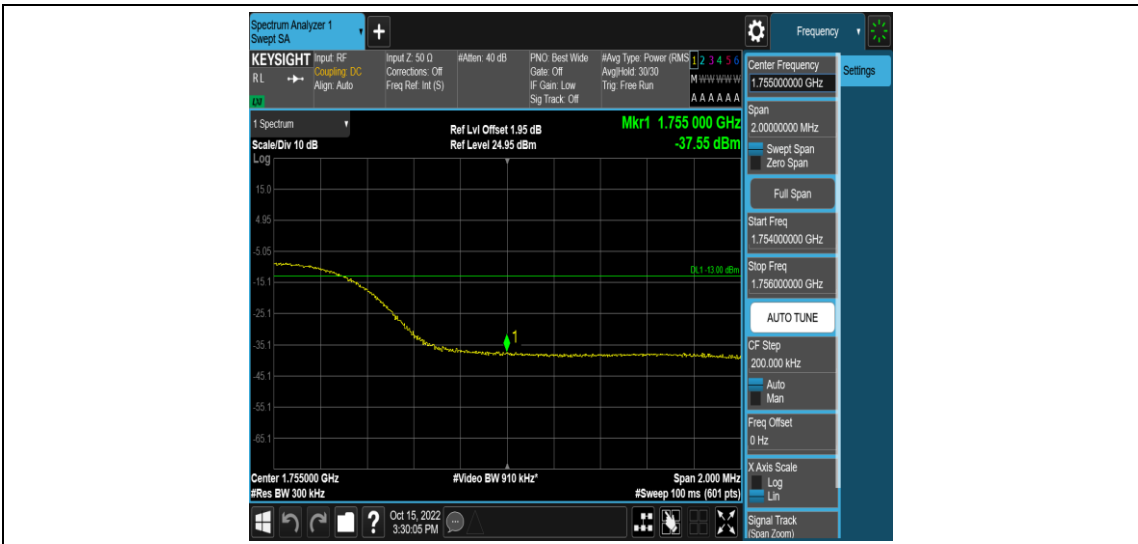 Spectrum Analyzer 1
Swept SA
+
Frequency
KEYSIGHT
RL
LXI
Input: RF
Coupling: DC
Align: Auto
Input Z: 50 Ω
Corrections: Off
Freq Ref: Int (S)
#Atten: 40 dB
PNO: Best Wide
Gate: Off
IF Gain: Low
Sig Track: Off
#Avg Type: Power (RMS
Avg|Hold: 30/30
Trig: Free Run
1 2 3 4 5 6
M W W W W W
A A A A A A
1 Spectrum
Scale/Div 10 dB
Log
Ref Lvl Offset 1.95 dB
Ref Level 24.95 dBm
Mkr1 1.755 000 GHz
-37.55 dBm
15.0
4.95
-5.05
DL1 -13.00 dBm
-15.1
-25.1
1
-35.1
-45.1
-55.1
-65.1
Center 1.755000 GHz
#Res BW 300 kHz
#Video BW 910 kHz*
Span 2.000 MHz
#Sweep 100 ms (601 pts)
?
Oct 15, 2022
3:30:05 PM
Center Frequency
1.755000000 GHz
Settings
Span
2.00000000 MHz
Swept Span
Zero Span
Full Span
Start Freq
1.754000000 GHz
Stop Freq
1.756000000 GHz
AUTO TUNE
CF Step
200.000 kHz
Auto
Man
Freq Offset
0 Hz
X Axis Scale
Log
Lin
Signal Track
(Span Zoom)